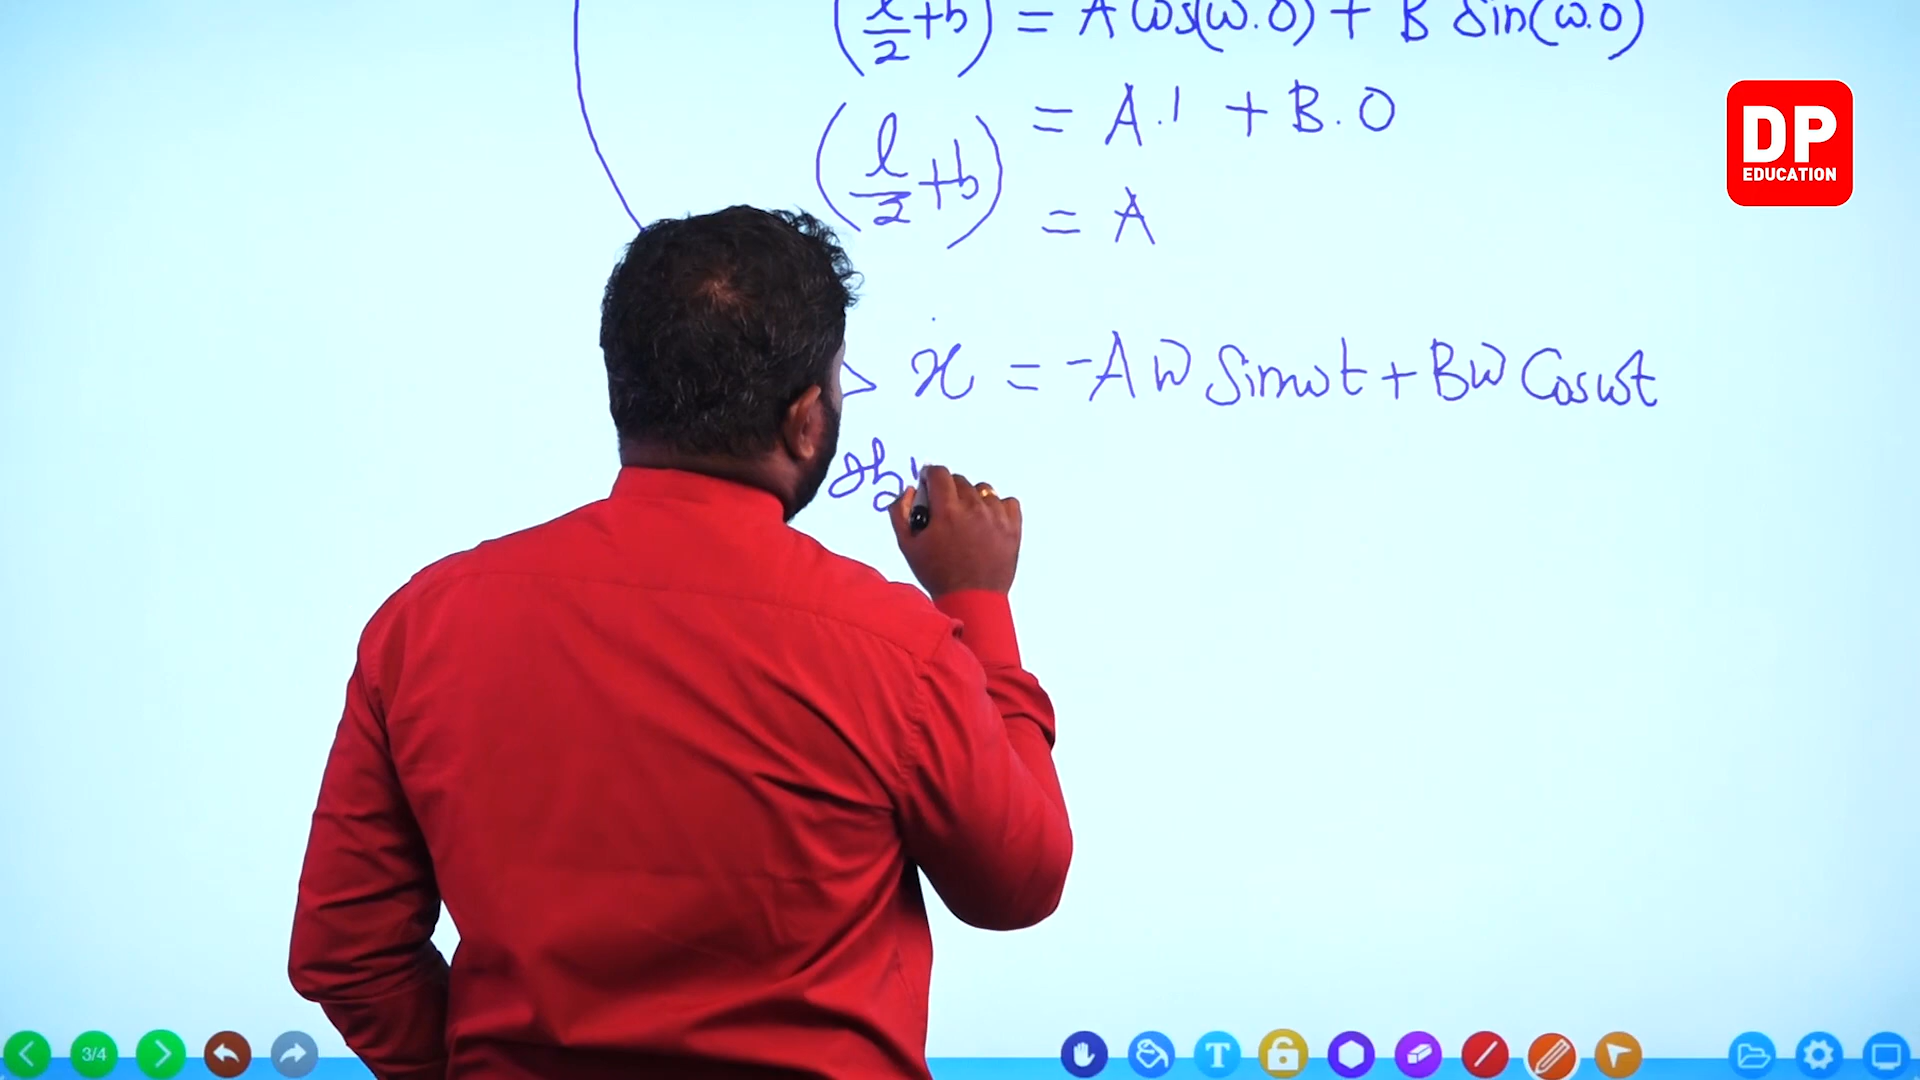 (l/2+b) = A cos(ω.0) + B Sin(ω.0)
(l/2+b) = A.1 + B.0
= A
ẋ = -Aω Sinωt + Bω Cosωt
DP
EDUCATION
3/4
T